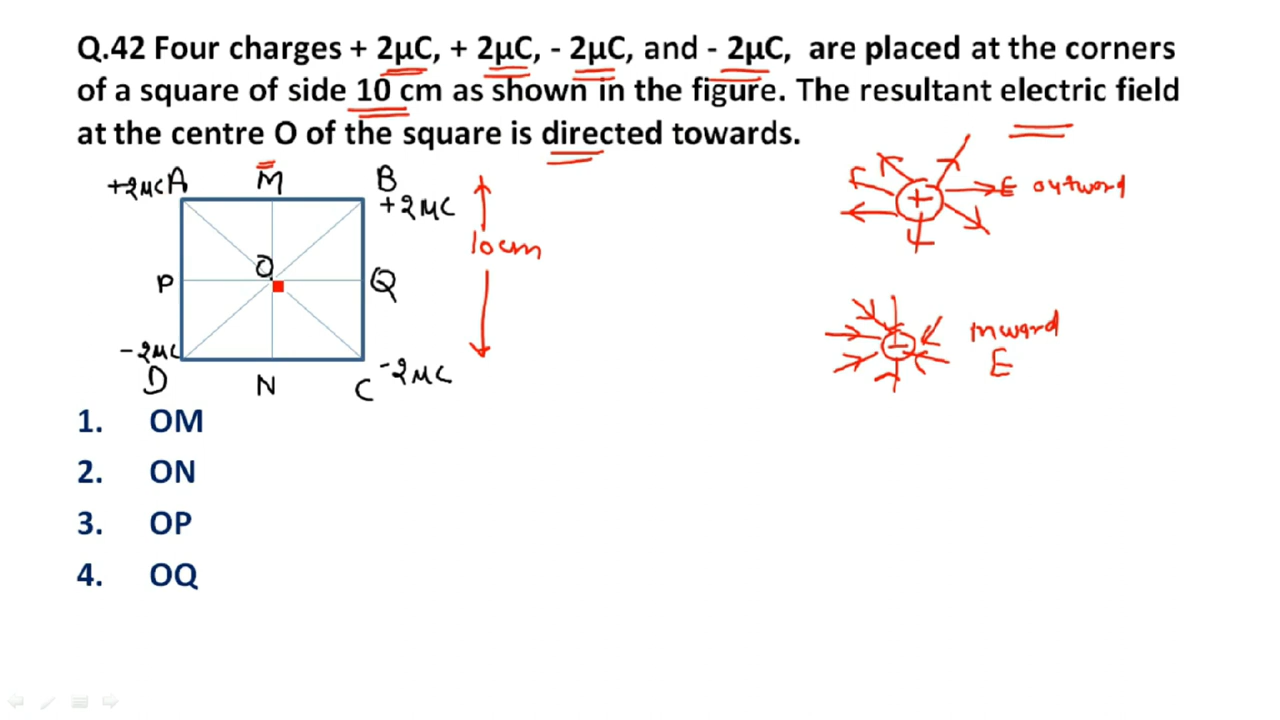 Q.42 Four charges + 2µC, + 2µC, - 2µC, and - 2µC, are placed at the corners
of a square of side 10 cm as shown in the figure. The resultant electric field
at the centre O of the square is directed towards.
+2µC A M B
+2µC
O
P Q
10cm
-2µC
D N C -2µC
+ E outword
- inward
E
1. OM
2. ON
3. OP
4. OQ